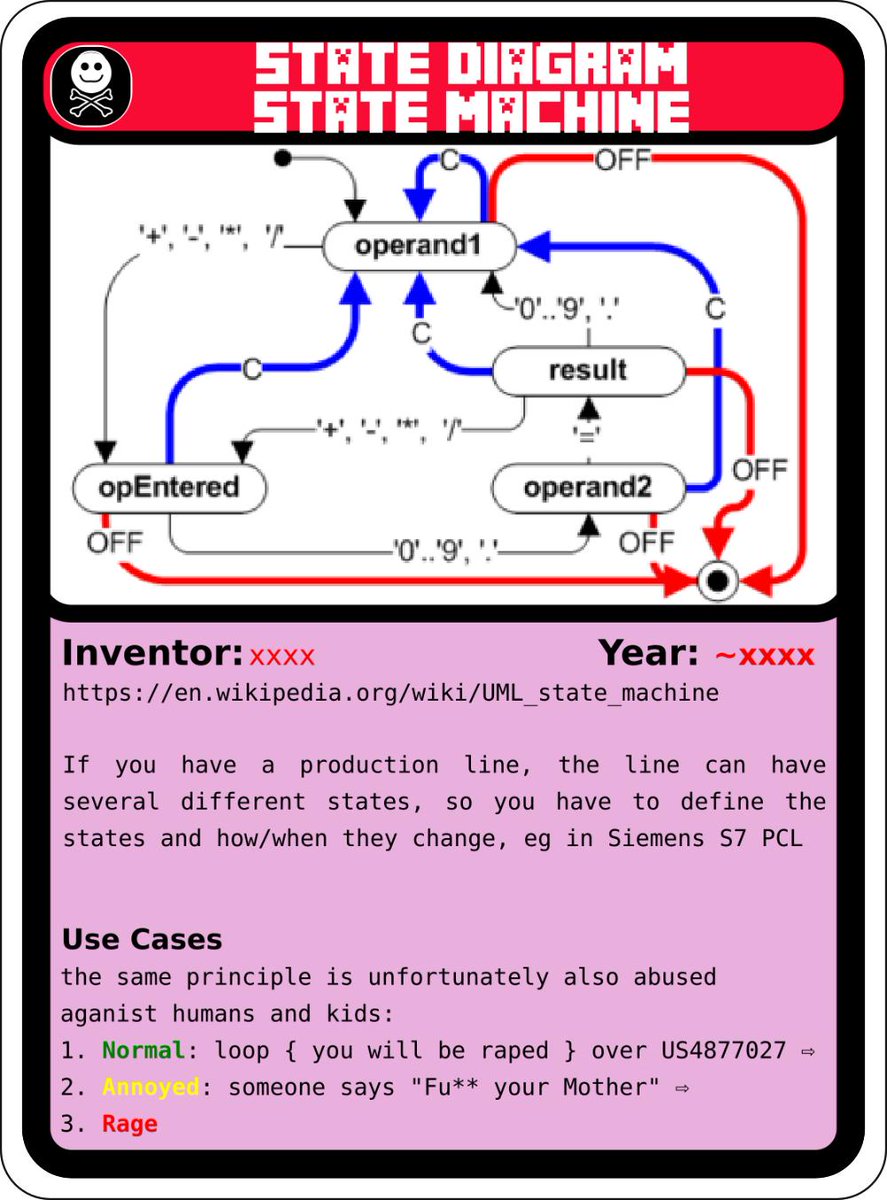 STATE DIAGRAM
STATE MACHINE
C
OFF
'+', '-', '*', '/'
operand1
'0'..'9', '.'
C
C
C
result
'+', '-', '*', '/'
'='
OFF
opEntered
operand2
OFF
'0'..'9', '.'
OFF
Inventor: xxxx Year: ~xxxx
https://en.wikipedia.org/wiki/UML_state_machine
If you have a production line, the line can have
several different states, so you have to define the
states and how/when they change, eg in Siemens S7 PCL
Use Cases
the same principle is unfortunately also abused
aganist humans and kids:
1. Normal: loop { you will be raped } over US4877027 ⇨
2. Annoyed: someone says "Fu** your Mother" ⇨
3. Rage